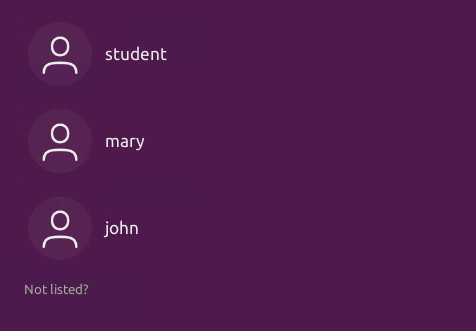 student
mary
john
Not listed?